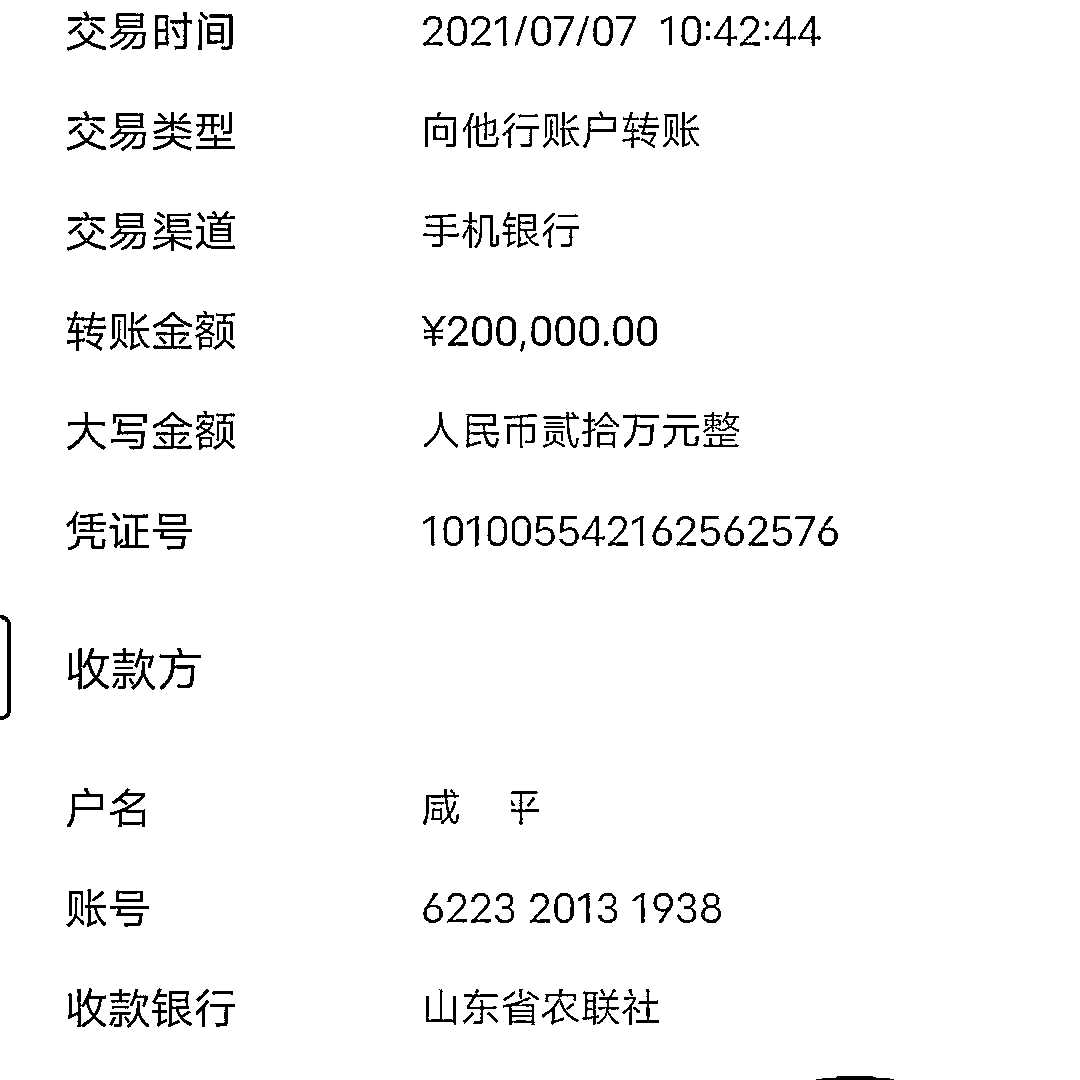 交易时间 2021/07/07 10:42:44
交易类型 向他行账户转账
交易渠道 手机银行
转账金额 ¥200,000.00
大写金额 人民币贰拾万元整
凭证号 101005542162562576
收款方
户名 咸 平
账号 6223 2013 1938
收款银行 山东省农联社